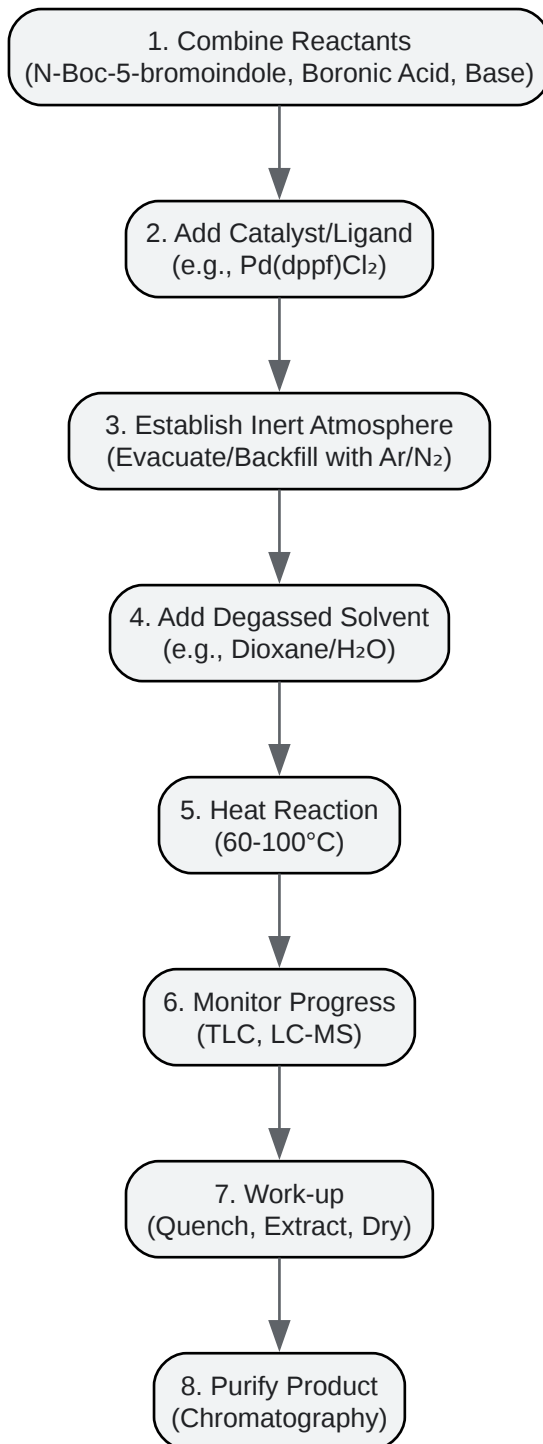 1. Combine Reactants
(N-Boc-5-bromoindole, Boronic Acid, Base)
2. Add Catalyst/Ligand
(e.g., Pd(dppf)Cl₂)
3. Establish Inert Atmosphere
(Evacuate/Backfill with Ar/N₂)
4. Add Degassed Solvent
(e.g., Dioxane/H₂O)
5. Heat Reaction
(60-100°C)
6. Monitor Progress
(TLC, LC-MS)
7. Work-up
(Quench, Extract, Dry)
8. Purify Product
(Chromatography)